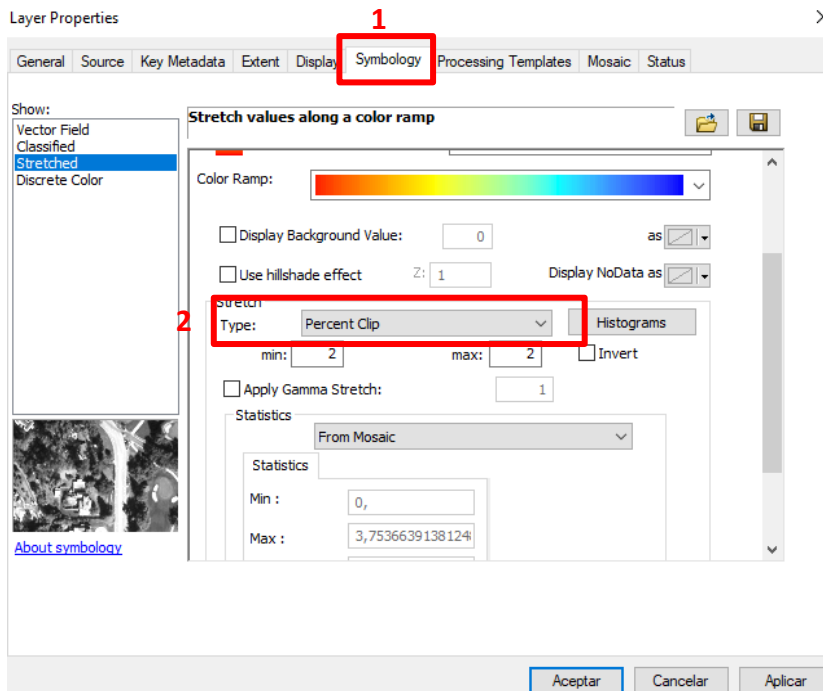 1
Layer Properties
General Source Key Metadata Extent Display Symbology Processing Templates Mosaic Status
Show:
Vector Field
Classified
Stretched
Discrete Color
Stretch values along a color ramp
Color Ramp:
Display Background Value: 0 as
Use hillshade effect Z: 1 Display NoData as
Stretch
2
Type: Percent Clip Histograms
min: 2 max: 2 Invert
Apply Gamma Stretch: 1
Statistics
From Mosaic
Statistics
Min : 0,
Max : 3,753663913812
About symbology
Aceptar Cancelar Aplicar